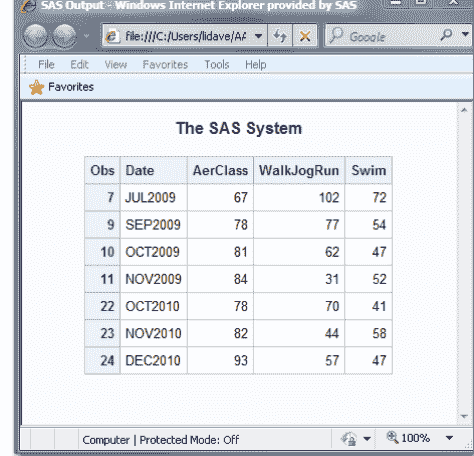 SAS Output - Windows Internet Explorer provided by SAS
file:///C:/Users/lidave/AA
Google
File Edit View Favorites Tools Help
Favorites
The SAS System
Obs Date AerClass WalkJogRun Swim
7 JUL2009 67 102 72
9 SEP2009 78 77 54
10 OCT2009 81 62 47
11 NOV2009 84 31 52
22 OCT2010 78 70 41
23 NOV2010 82 44 58
24 DEC2010 93 57 47
Computer | Protected Mode: Off 100%